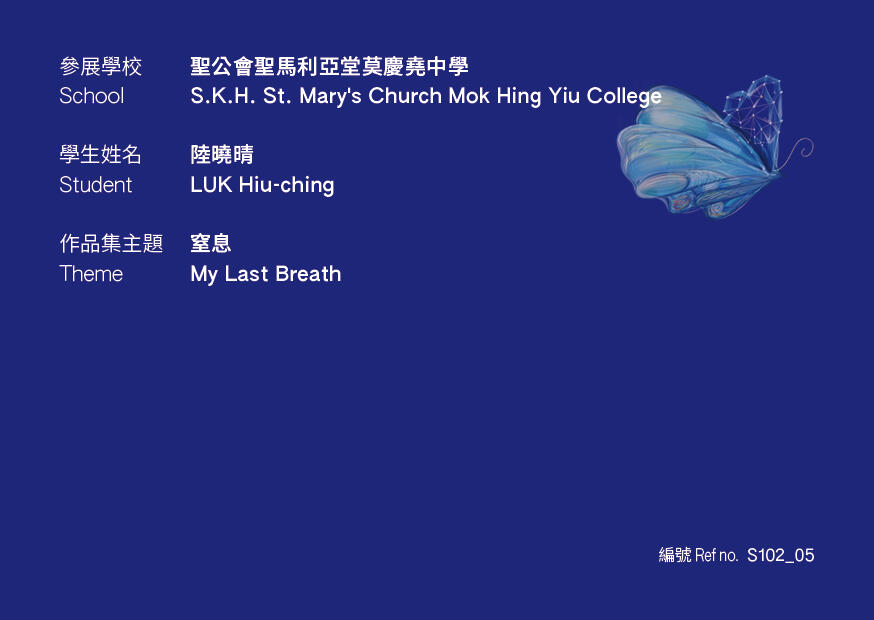 參展學校 聖公會聖馬利亞堂莫慶堯中學
School S.K.H. St. Mary's Church Mok Hing Yiu College
學生姓名 陸曉晴
Student LUK Hiu-ching
作品集主題 窒息
Theme My Last Breath
編號 Ref no. S102_05